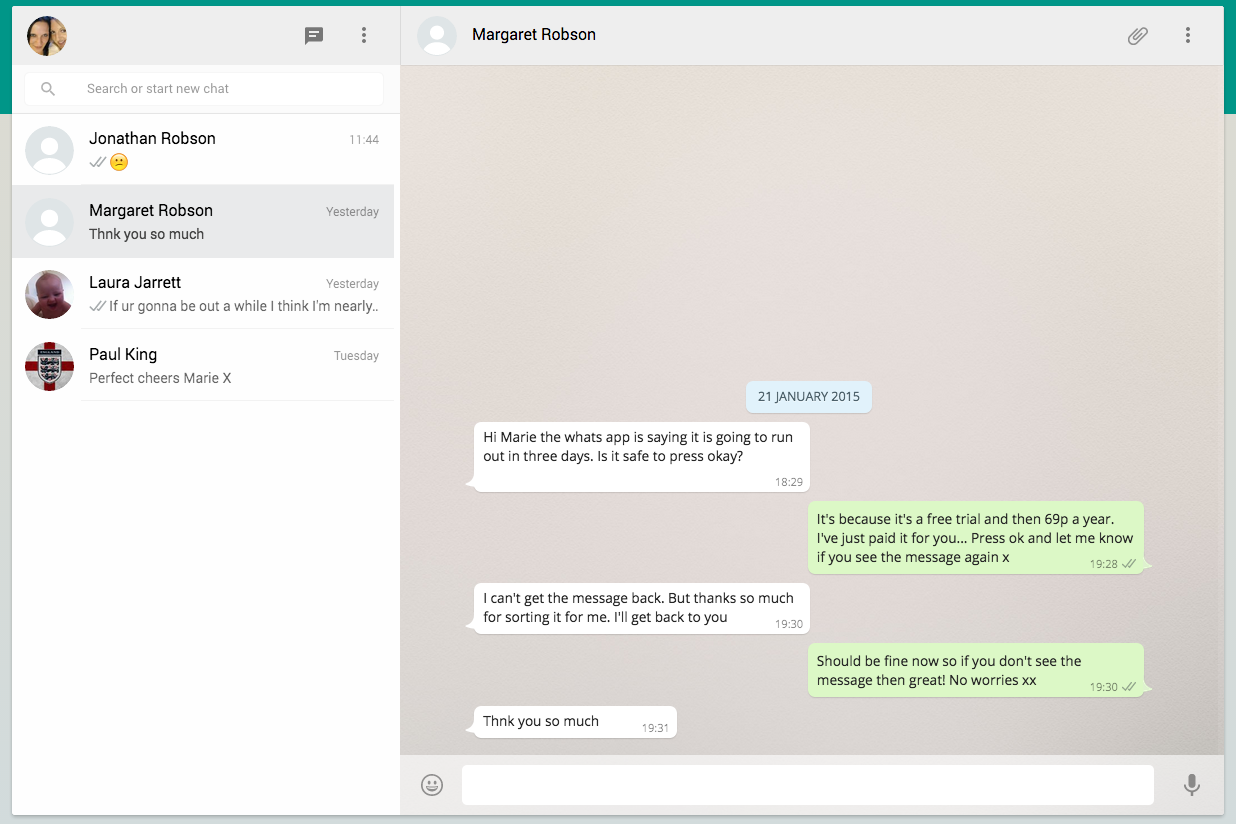 Margaret Robson
Search or start new chat
Jonathan Robson
11:44
Margaret Robson
Yesterday
Thnk you so much
Laura Jarrett
Yesterday
If ur gonna be out a while I think I'm nearly..
Paul King
Tuesday
Perfect cheers Marie X
21 JANUARY 2015
Hi Marie the whats app is saying it is going to run
out in three days. Is it safe to press okay?
18:29
It's because it's a free trial and then 69p a year.
I've just paid it for you... Press ok and let me know
if you see the message again x
19:28
I can't get the message back. But thanks so much
for sorting it for me. I'll get back to you
19:30
Should be fine now so if you don't see the
message then great! No worries xx
19:30
Thnk you so much
19:31